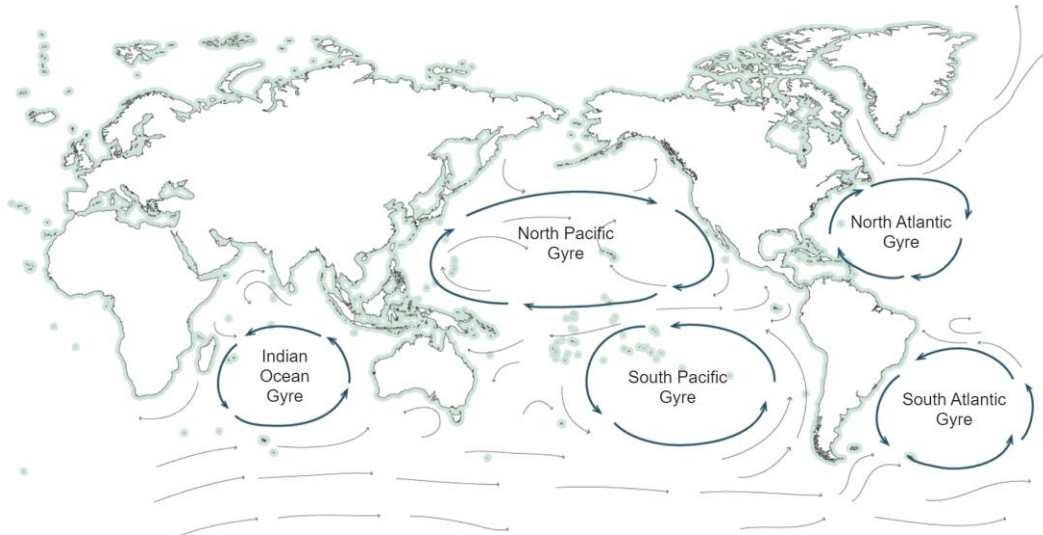 North Pacific
Gyre
North Atlantic
Gyre
Indian
Ocean
Gyre
South Pacific
Gyre
South Atlantic
Gyre